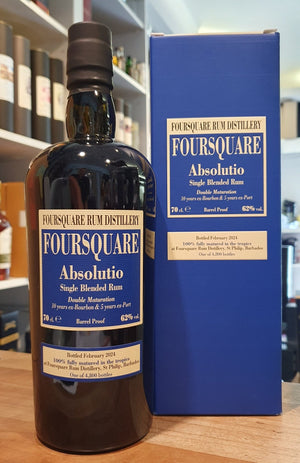 FOURSQUARE RUM DISTILLERY
FOURSQUARE
Absolutio
Single Blended Rum
Double Maturation
10 years ex-Bourbon & 5 years ex-Port
70 cl. ℮ Barrel Proof 62% vol.
Bottled February 2024
100% fully matured in the tropics
at Foursquare Rum Distillery, St Philip, Barbados
One of 4,800 bottles
FOURSQUARE RUM DISTILLERY
FOURSQUARE
Absolutio
Single Blended Rum
Double Maturation
10 years ex-Bourbon & 5 years ex-Port
70 cl. ℮ Barrel Proof 62% vol.
Bottled February 2024
100% fully matured in the tropics
at Foursquare Rum Distillery, St Philip, Barbados
One of 4,800 bottles